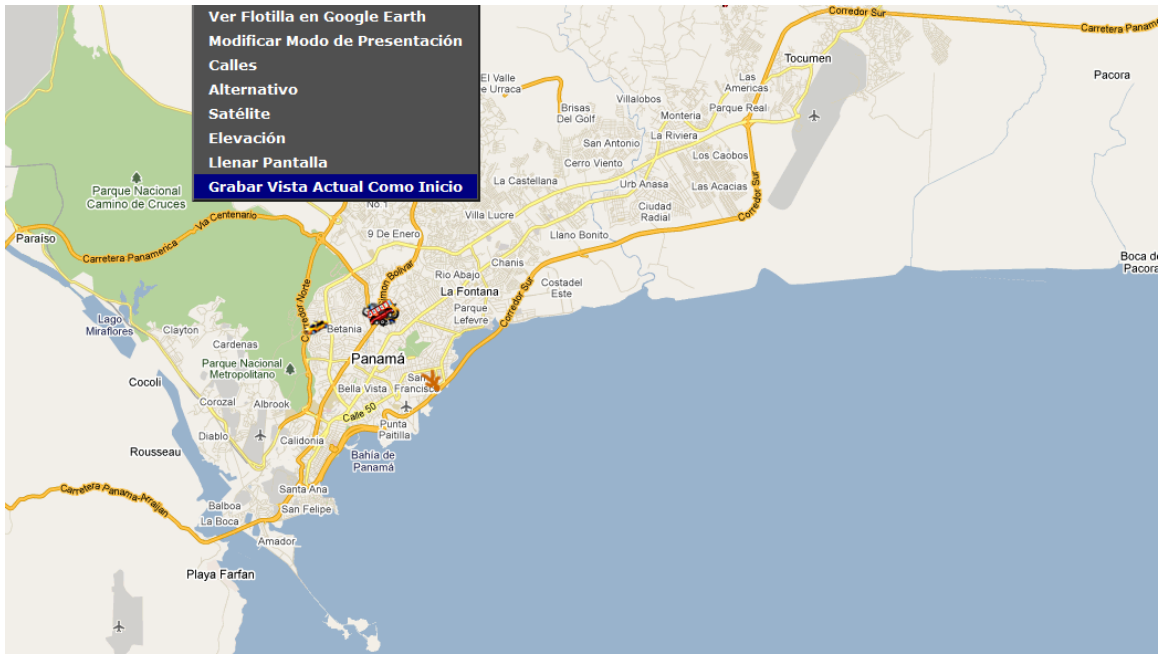 Ver Flotilla en Google Earth
Modificar Modo de Presentación
Calles
Alternativo
Satélite
Elevación
Llenar Pantalla
Grabar Vista Actual Como Inicio
Corredor Sur
Carretera Panam
Tocumen
Pacora
El Valle
e Urraca
Las
Americas
Villalobos
Parque Real
Brisas
Del Golf
Monteria
La Riviera
San Antonio
Los Caobos
Cerro Viento
La Castellana
Urb Anasa
Las Acacias
Corredor Sur
Parque Nacional
Camino de Cruces
No.1
Villa Lucre
Ciudad
Radial
Via Centenario
9 De Enero
Llano Bonito
Paraiso
Carretera Panamerica
Chanis
Boca de
Pacora
Simon Bolivar
Rio Abajo
La Fontana
Costadel
Este
Corredor Norte
Parque
Lefevre
Corredor Sur
Lago
Miraflores
Clayton
Betania
Cardenas
Panamá
Parque Nacional
Metropolitano
Cocoli
Bella Vista
San
Francisco
Corozal
Albrook
Calle 50
Punta
Paitilla
Diablo
Calidonia
Rousseau
Bahía de
Panamá
Carretera Panama-Arraijan
Santa Ana
San Felipe
Balboa
La Boca
Amador
Playa Farfan